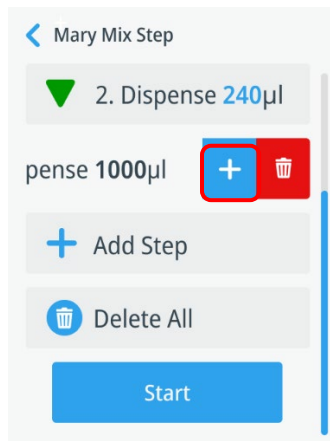 Mary Mix Step
2. Dispense 240µl
pense 1000µl
Add Step
Delete All
Start